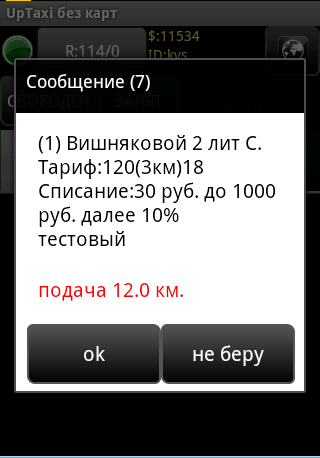 UpTaxi без карт
R:114/0
$:11534
ID:kvs
Сообщение (7)
СВОБОДЕН
ЗАНЯТ
(1) Вишняковой 2 лит С.
Тариф:120(3км)18
Списание:30 руб. до 1000
руб. далее 10%
тестовый
подача 12.0 км.
ok
не беру